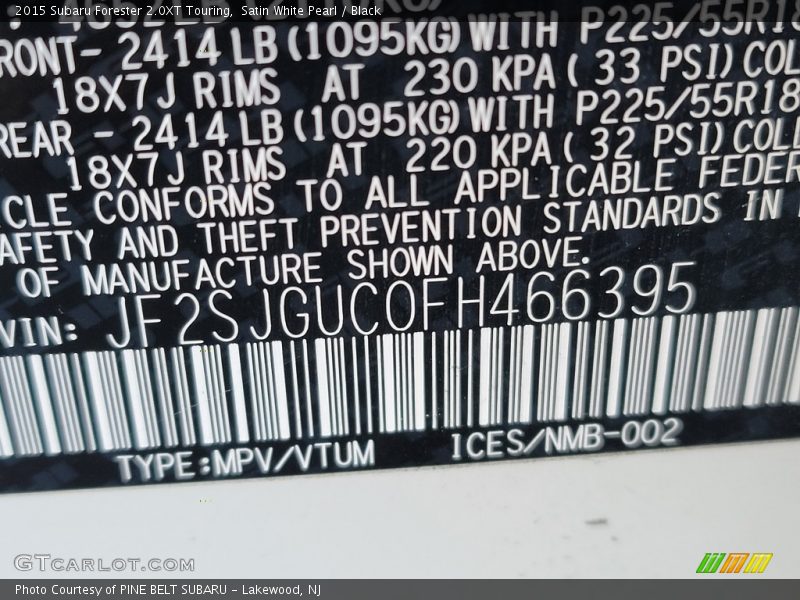 2015 Subaru Forester 2.0XT Touring,  Satin White Pearl / Black
RONT- 2414 LB (1095KG) WITH P225/55R18
18X7J RIMS AT 230 KPA ( 33 PSI) COL
REAR - 2414 LB (1095KG) WITH P225/55R18
18X7J RIMS AT 220 KPA ( 32 PSI) COLD
CLE CONFORMS TO ALL APPLICABLE FEDER
AFETY AND THEFT PREVENTION STANDARDS IN
OF MANUFACTURE SHOWN ABOVE.
VIN: JF2SJGUC0FH466395
TYPE:MPV/VTUM ICES/NMB-002
GTCARLOT.COM
Photo Courtesy of PINE BELT SUBARU - Lakewood, NJ